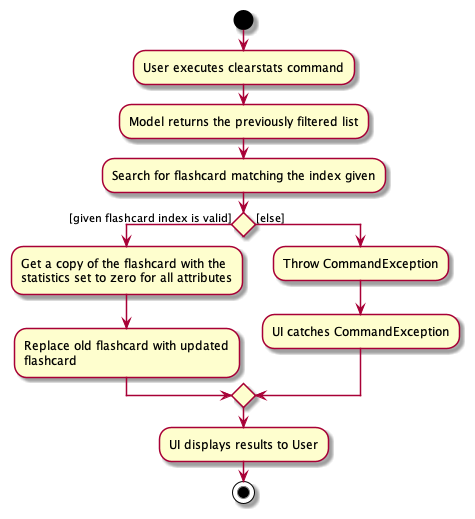 User executes clearstats command
Model returns the previously filtered list
Search for flashcard matching the index given
[given flashcard index is valid]
[else]
Get a copy of the flashcard with the
statistics set to zero for all attributes
Throw CommandException
Replace old flashcard with updated
flashcard
UI catches CommandException
UI displays results to User